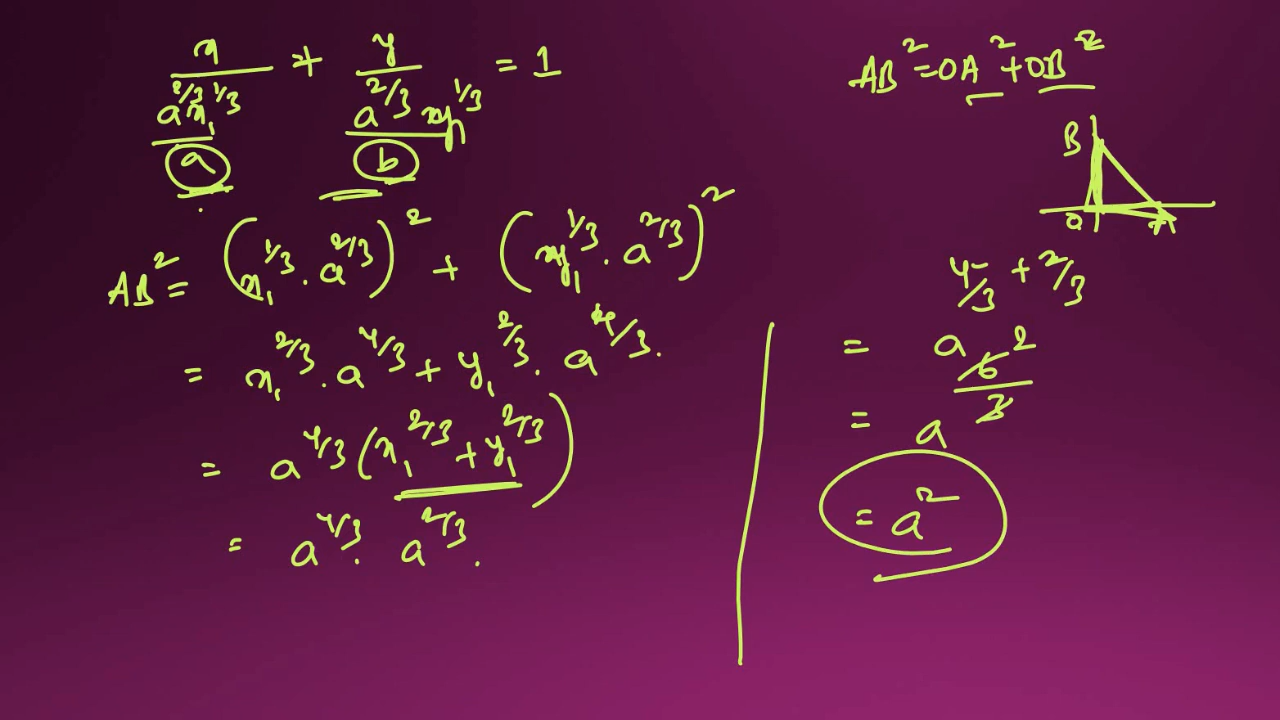 x / (a^{2/3} x₁^{1/3}) + y / (a^{2/3} y₁^{1/3}) = 1
a b
AB² = (x₁^{1/3} . a^{2/3})² + (y₁^{1/3} . a^{2/3})²
= x₁^{2/3} . a^{4/3} + y₁^{2/3} . a^{4/3}.
= a^{4/3} (x₁^{2/3} + y₁^{2/3})
= a^{4/3} . a^{2/3} .
AB² = OA² + OB²
B
O A
4/3 + 2/3
= a^{6/3} 2
= a
= a²